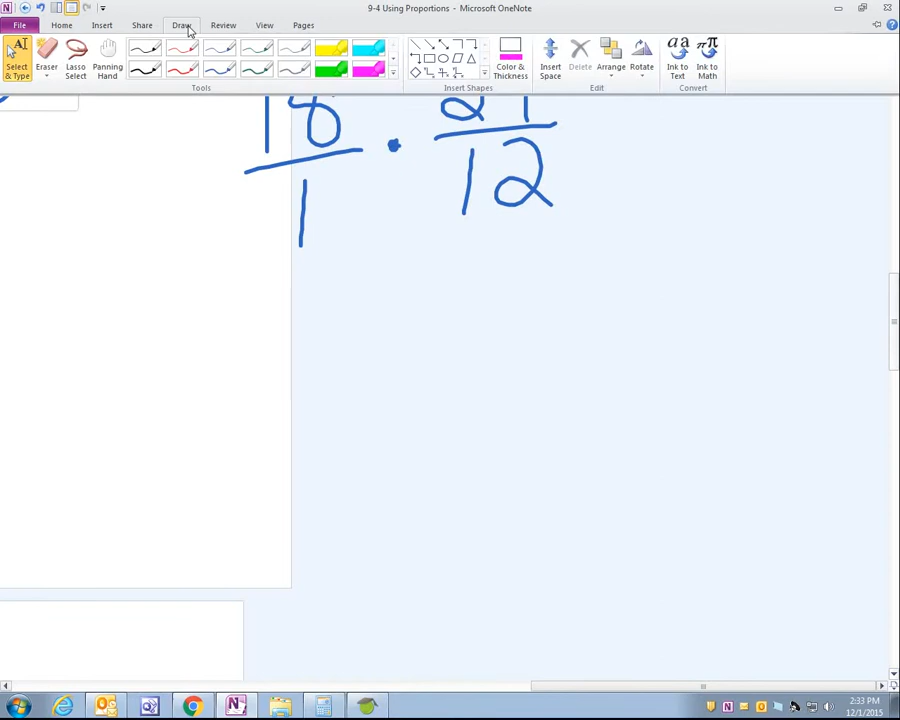 9-4 Using Proportions - Microsoft OneNote
File Home Insert Share Draw Review View Pages
Select & Type
Eraser
Lasso Select
Panning Hand
Color & Thickness
Insert Space
Delete
Arrange
Rotate
Ink to Text
Ink to Math
Tools Insert Shapes Edit Convert
18
1
12
2:33 PM
12/1/2015